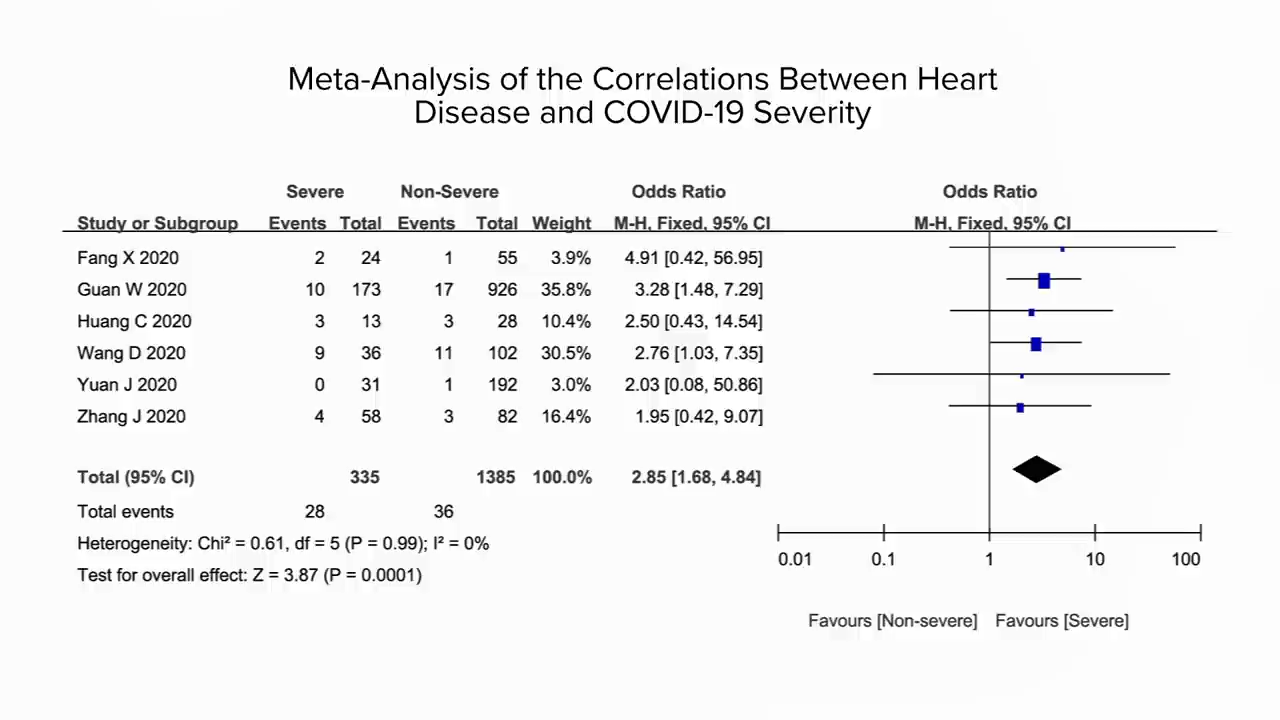 Meta-Analysis of the Correlations Between Heart
Disease and COVID-19 Severity
Severe Non-Severe Odds Ratio Odds Ratio
Study or Subgroup Events Total Events Total Weight M-H, Fixed, 95% CI M-H, Fixed, 95% CI
Fang X 2020 2 24 1 55 3.9% 4.91 [0.42, 56.95]
Guan W 2020 10 173 17 926 35.8% 3.28 [1.48, 7.29]
Huang C 2020 3 13 3 28 10.4% 2.50 [0.43, 14.54]
Wang D 2020 9 36 11 102 30.5% 2.76 [1.03, 7.35]
Yuan J 2020 0 31 1 192 3.0% 2.03 [0.08, 50.86]
Zhang J 2020 4 58 3 82 16.4% 1.95 [0.42, 9.07]
Total (95% CI) 335 1385 100.0% 2.85 [1.68, 4.84]
Total events 28 36
Heterogeneity: Chi² = 0.61, df = 5 (P = 0.99); I² = 0%
Test for overall effect: Z = 3.87 (P = 0.0001)
0.01 0.1 1 10 100
Favours [Non-severe] Favours [Severe]